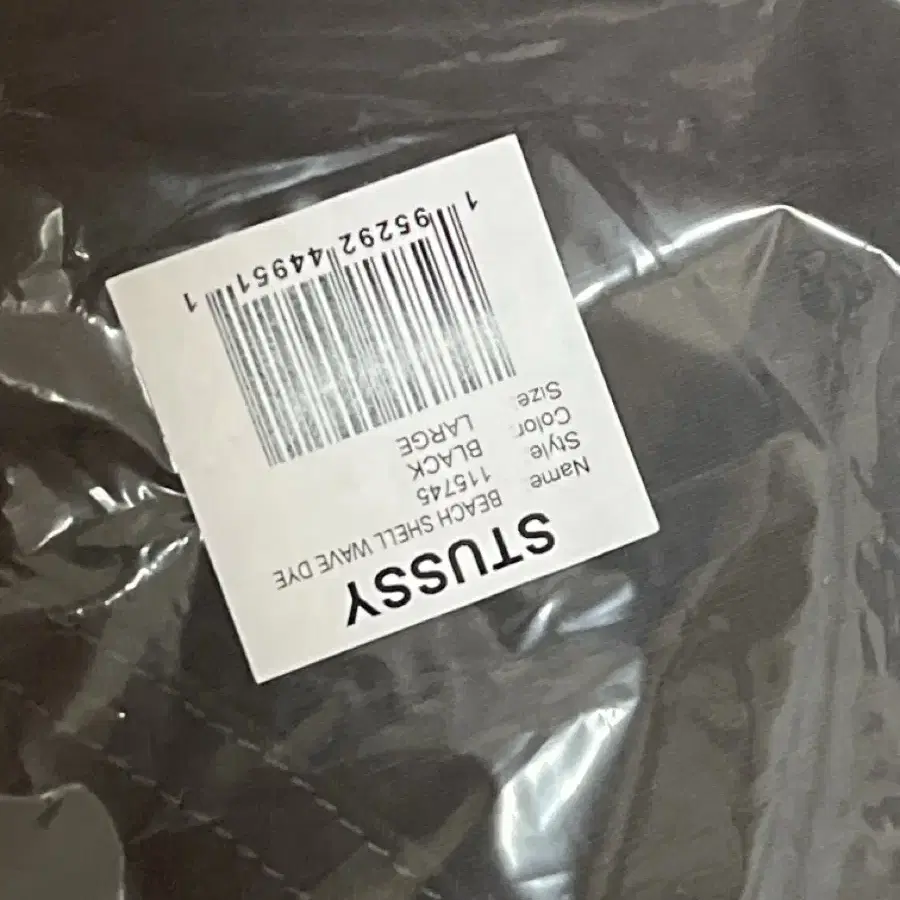 STUSSY
Name: BEACH SHELL WAVE DYE
Style: 115745
Color: BLACK
Size: LARGE
1 95292 44951 1